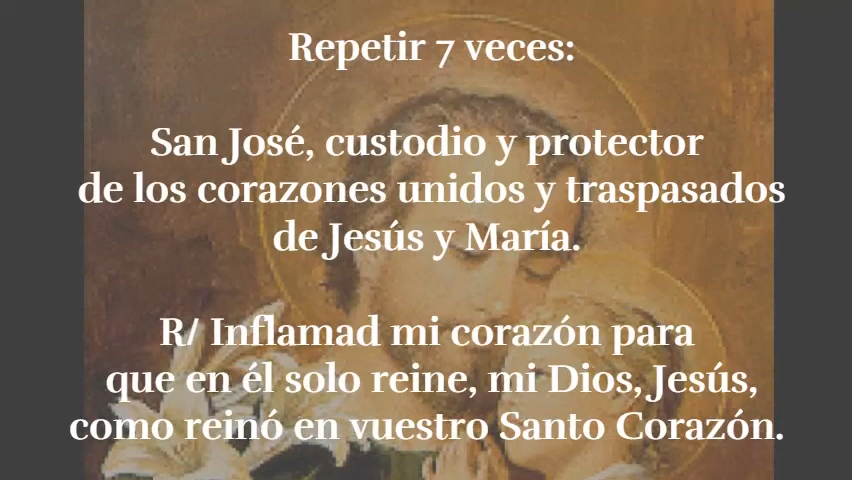 Repetir 7 veces:
San José, custodio y protector
de los corazones unidos y traspasados
de Jesús y María.
R/ Inflamad mi corazón para
que en él solo reine, mi Dios, Jesús,
como reinó en vuestro Santo Corazón.